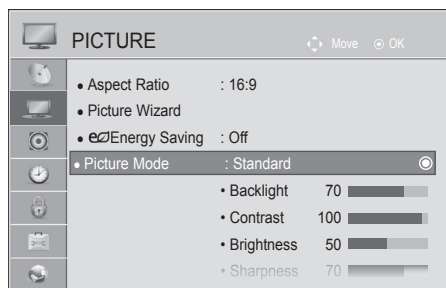 PICTURE
Move OK
• Aspect Ratio : 16:9
• Picture Wizard
• Energy Saving : Off
• Picture Mode : Standard
• Backlight 70
• Contrast 100
• Brightness 50
• Sharpness 70